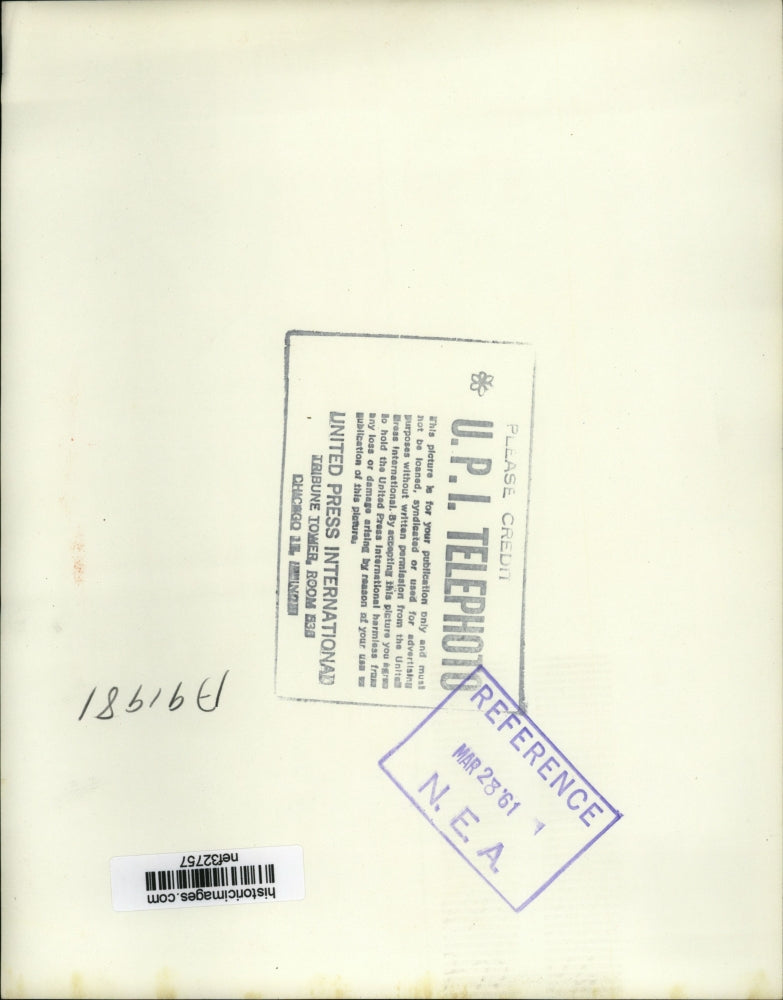 PLEASE CREDIT
U. P. I. TELEPHOTO
This picture is for your publication only and must
not be loaned, syndicated or used for advertising
purposes without written permission from the United
Press International. By accepting this picture you agree
to hold the United Press International harmless from
any loss or damage arising by reason of your use or
publication of this picture.
UNITED PRESS INTERNATIONAL
TRIBUNE TOWER, ROOM
CHICAGO
REFERENCE
MAR 28 '61
N. E. A.
A91981
historicimages.com
nef32757